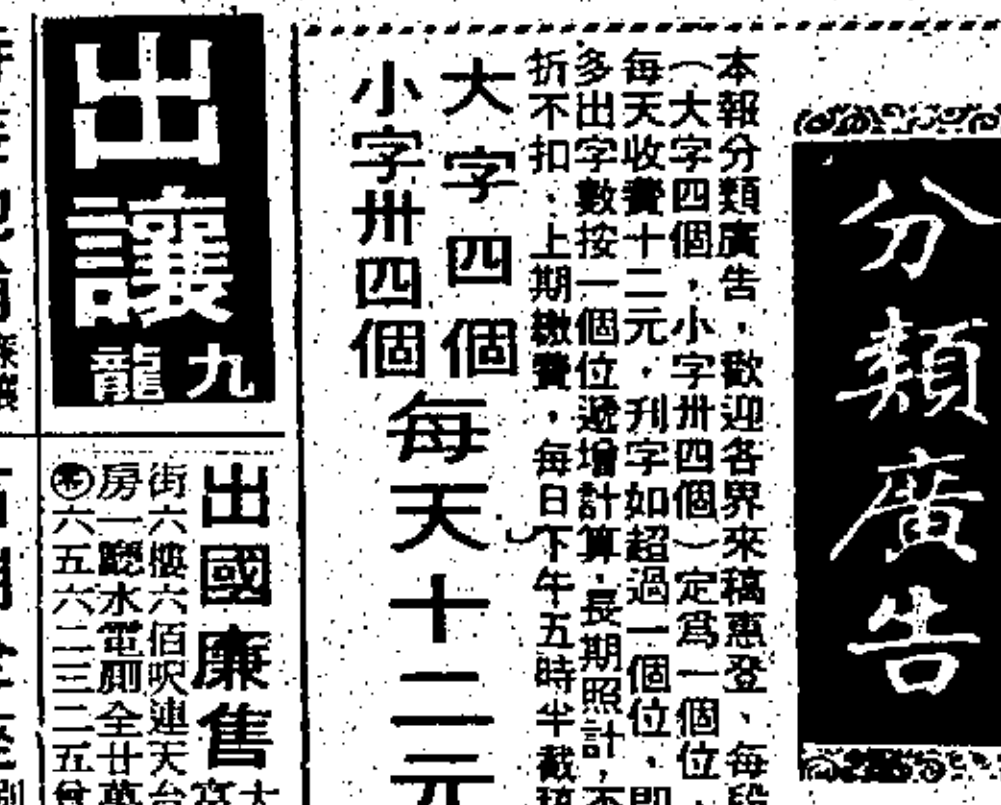 分類廣告
本報分類廣告，歡迎各界來稿惠登、每段
（大字四個，小字卅四個）定爲一個位，
每天收費十二元，刋字如超過一個位，即
多出字數按一個位遞增計算，長期照計，不
折不扣，上期繳費，每日下午五時半截稿
大字四個
小字卅四個
每天十二元
出讓
九龍
出國廉售
街六樓六佰呎連天台
房一廳水電厠全廿萬
六五六二三二五